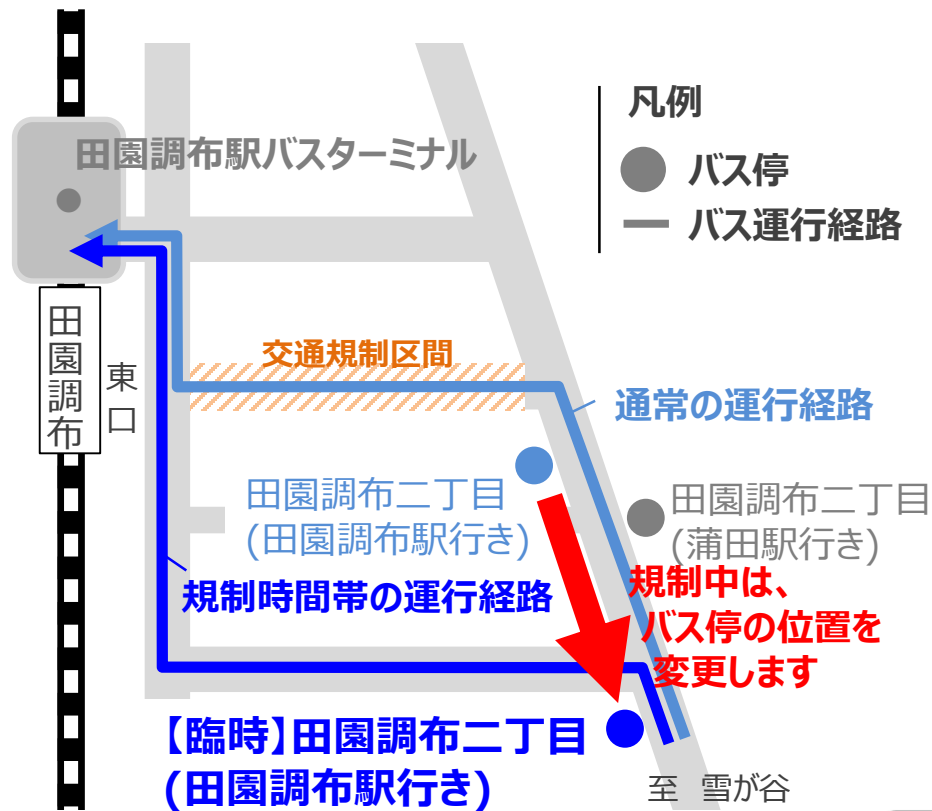 凡例
田園調布駅バスターミナル
バス停
バス運行経路
田園調布
東口
交通規制区間
通常の運行経路
田園調布二丁目
(田園調布駅行き)
田園調布二丁目
(蒲田駅行き)
規制時間帯の運行経路
規制中は、
バス停の位置を
変更します
【臨時】田園調布二丁目
(田園調布駅行き)
至 雪が谷